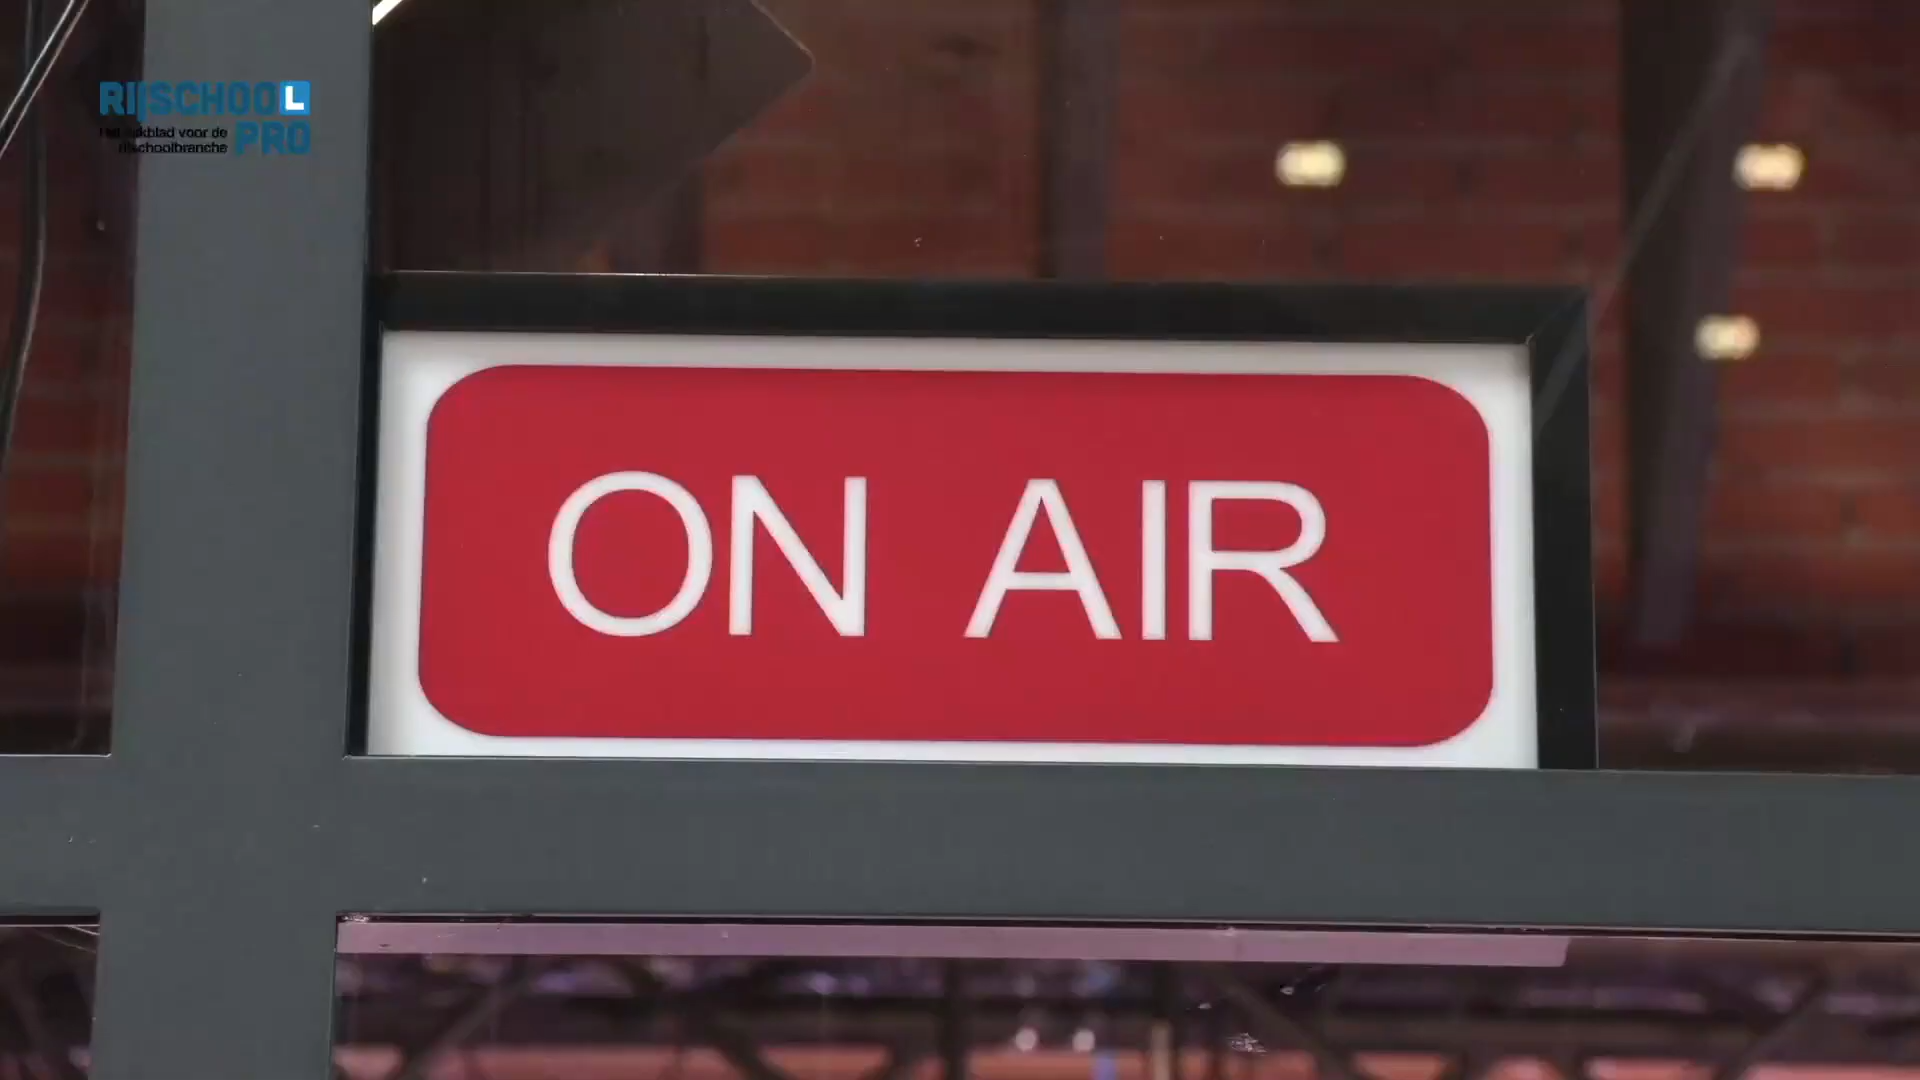 RIJSCHOOL
PRO
Het vakblad voor de
rijschoolbranche
ON AIR